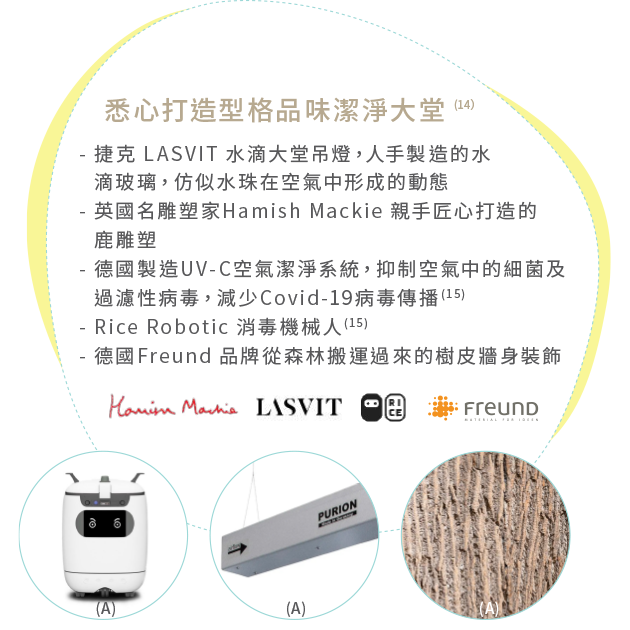 悉心打造型格品味潔淨大堂 (14)
- 捷克 LASVIT 水滴大堂吊燈，人手製造的水
滴玻璃，仿似水珠在空氣中形成的動態
- 英國名雕塑家Hamish Mackie 親手匠心打造的
鹿雕塑
- 德國製造UV-C空氣潔淨系統，抑制空氣中的細菌及
過濾性病毒，減少Covid-19病毒傳播(15)
- Rice Robotic 消毒機械人(15)
- 德國Freund 品牌從森林搬運過來的樹皮牆身裝飾
Hamish Mackie LASVIT RICE FREUND
PURION
(A) (A) (A)